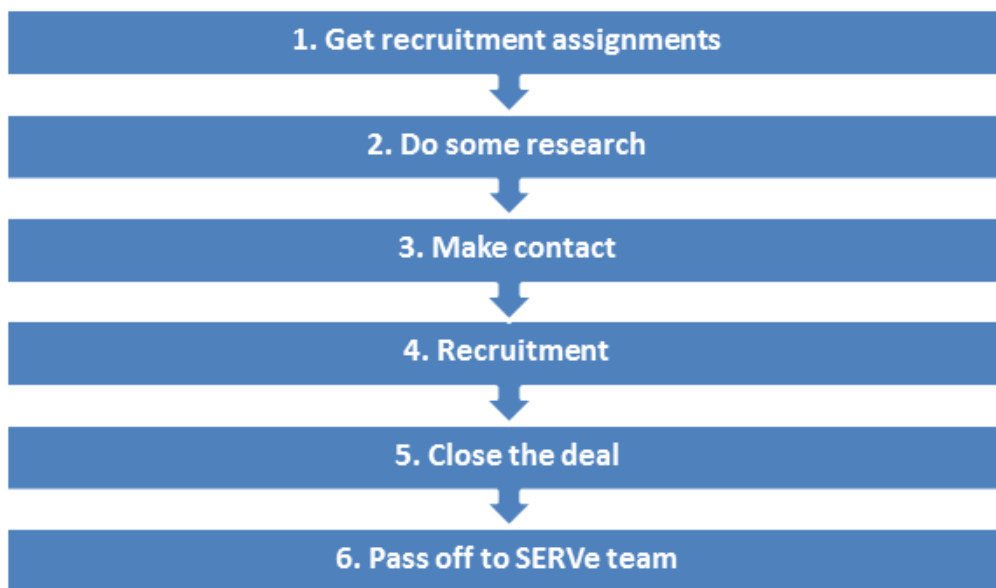 1. Get recruitment assignments
2. Do some research
3. Make contact
4. Recruitment
5. Close the deal
6. Pass off to SERVe team